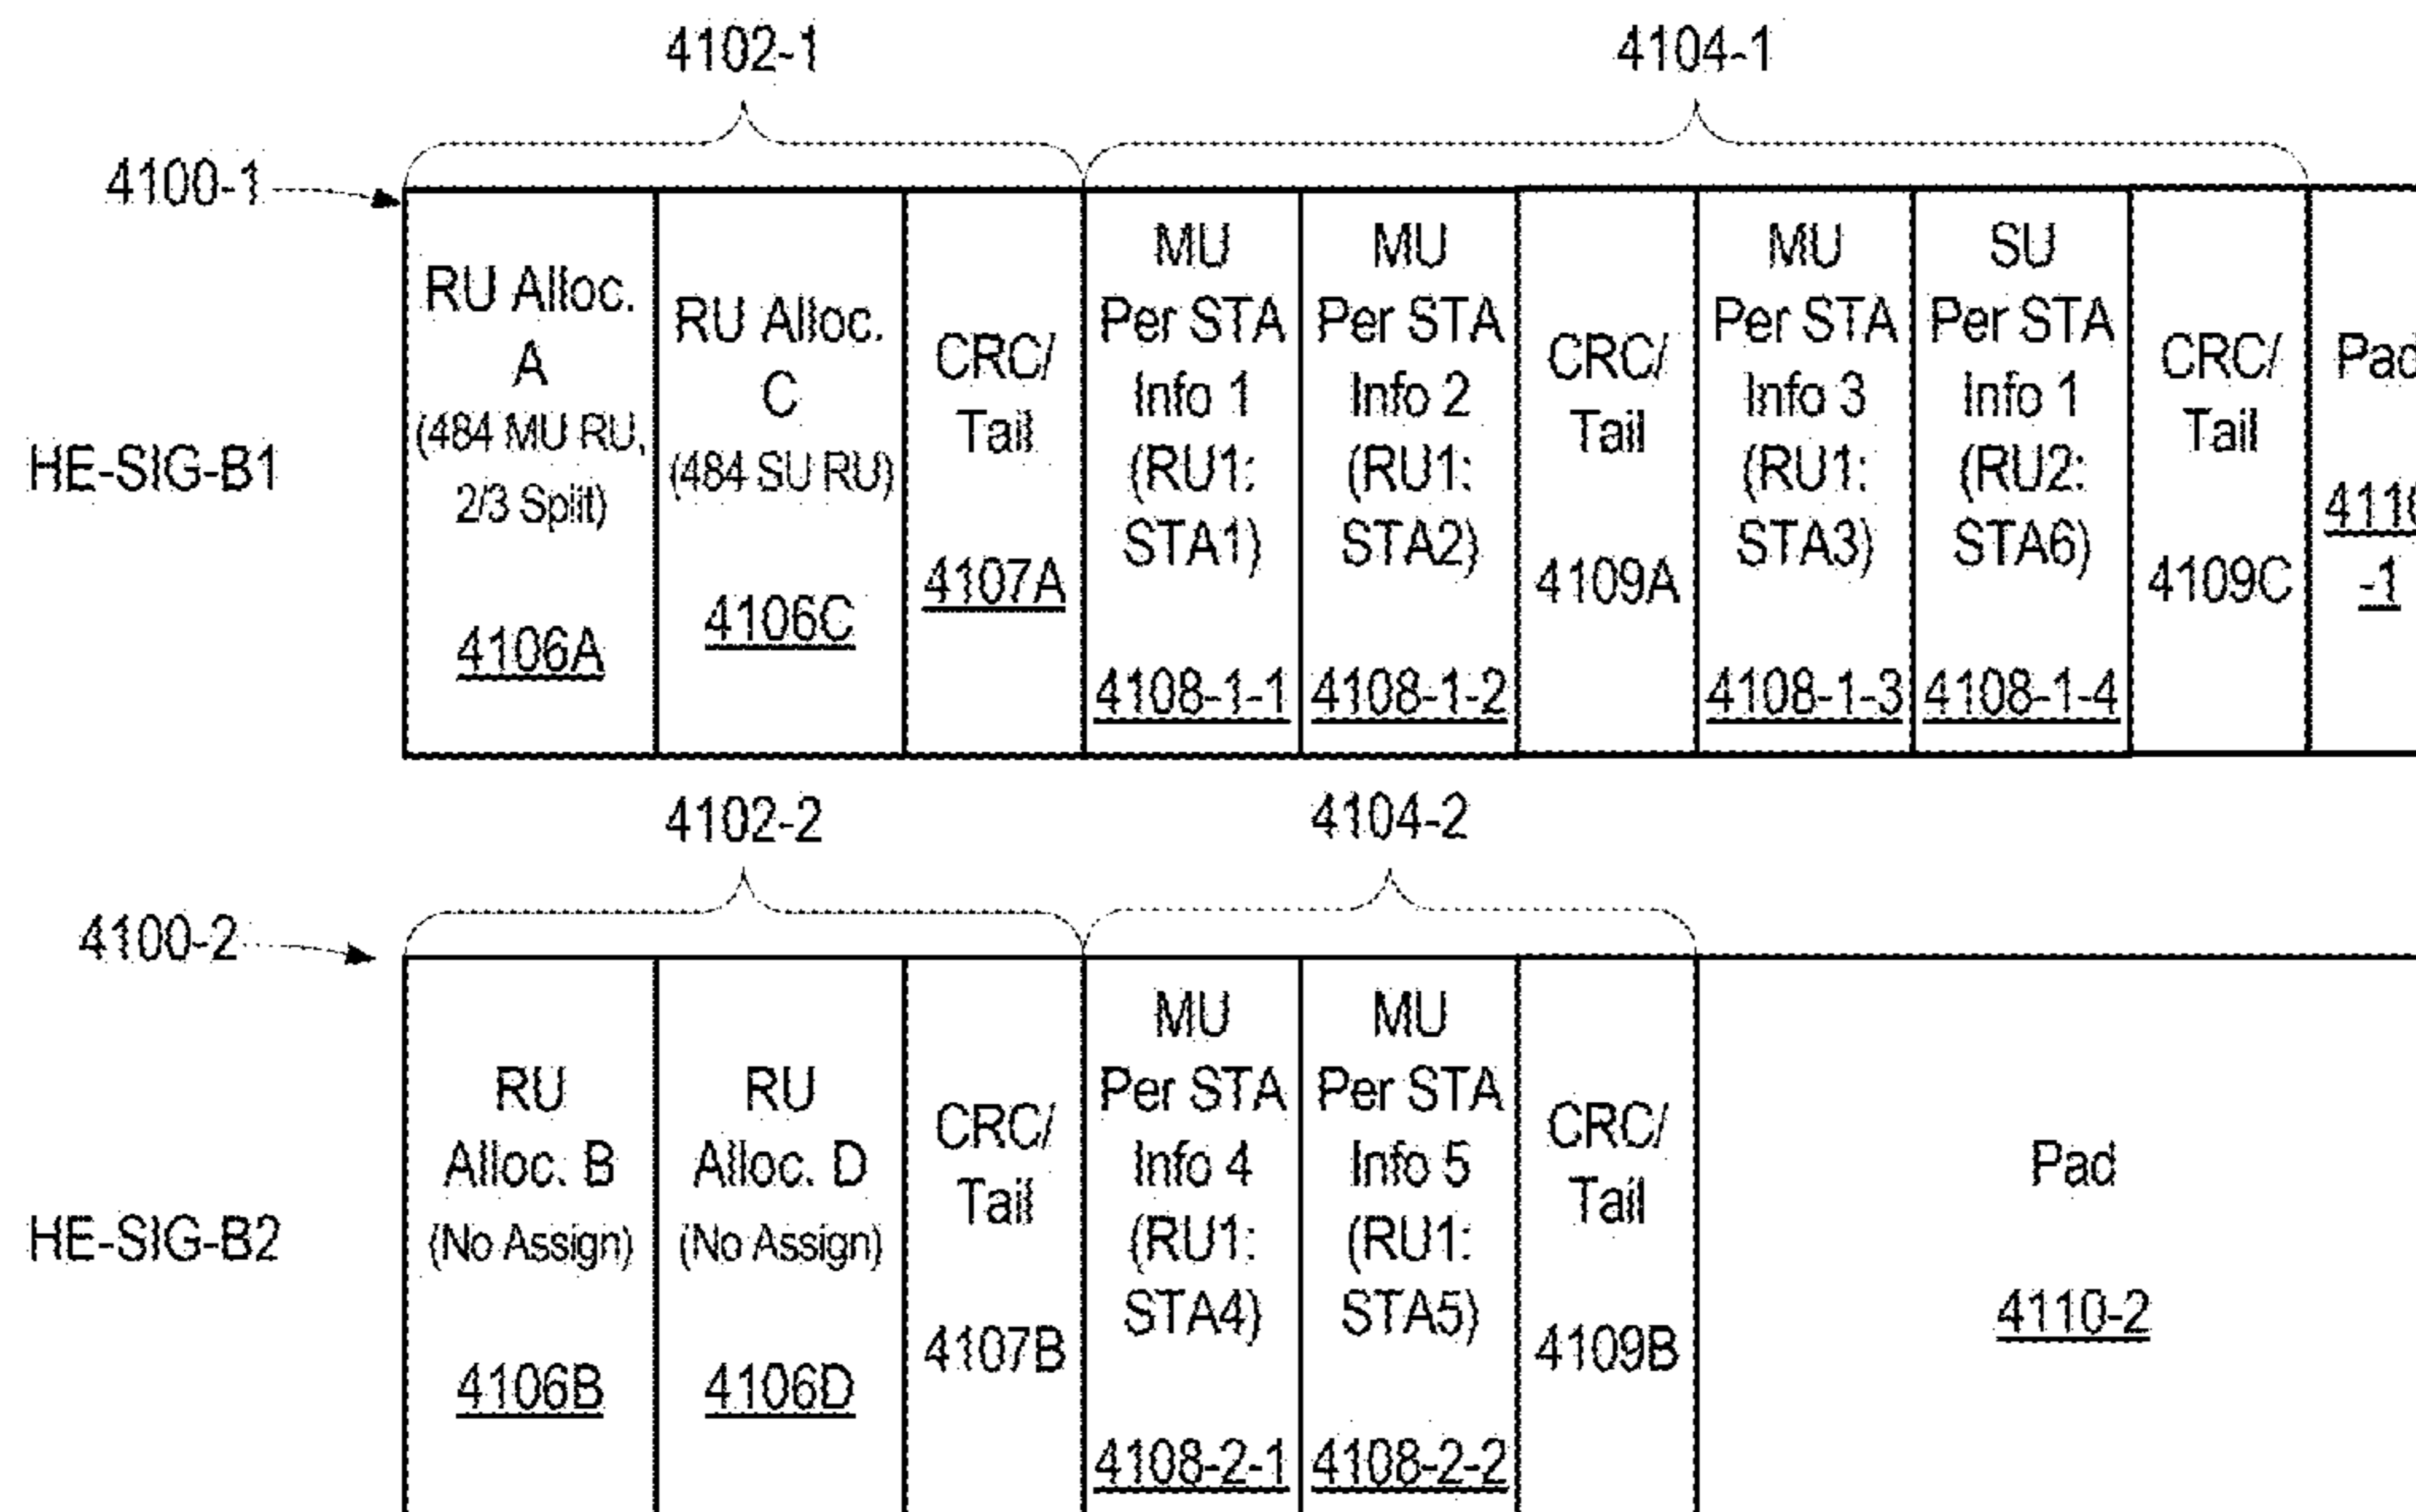 4102-1
4104-1
4100-1
HE-SIG-B1
RU Alloc.
A
(484 MU RU,
2/3 Split)
4106A
RU Alloc.
C
(484 SU RU)
4106C
CRC/
Tail
4107A
MU
Per STA
Info 1
(RU1:
STA1)
4108-1-1
MU
Per STA
Info 2
(RU1:
STA2)
4108-1-2
CRC/
Tail
4109A
MU
Per STA
Info 3
(RU1:
STA3)
4108-1-3
SU
Per STA
Info 1
(RU2:
STA6)
4108-1-4
CRC/
Tail
4109C
Pad
-1
4102-2
4104-2
4100-2
HE-SIG-B2
RU
Alloc. B
(No Assign)
4106B
RU
Alloc. D
(No Assign)
4106D
CRC/
Tail
4107B
MU
Per STA
Info 4
(RU1:
STA4)
4108-2-1
MU
Per STA
Info 5
(RU1:
STA5)
4108-2-2
CRC/
Tail
4109B
Pad
4110-2